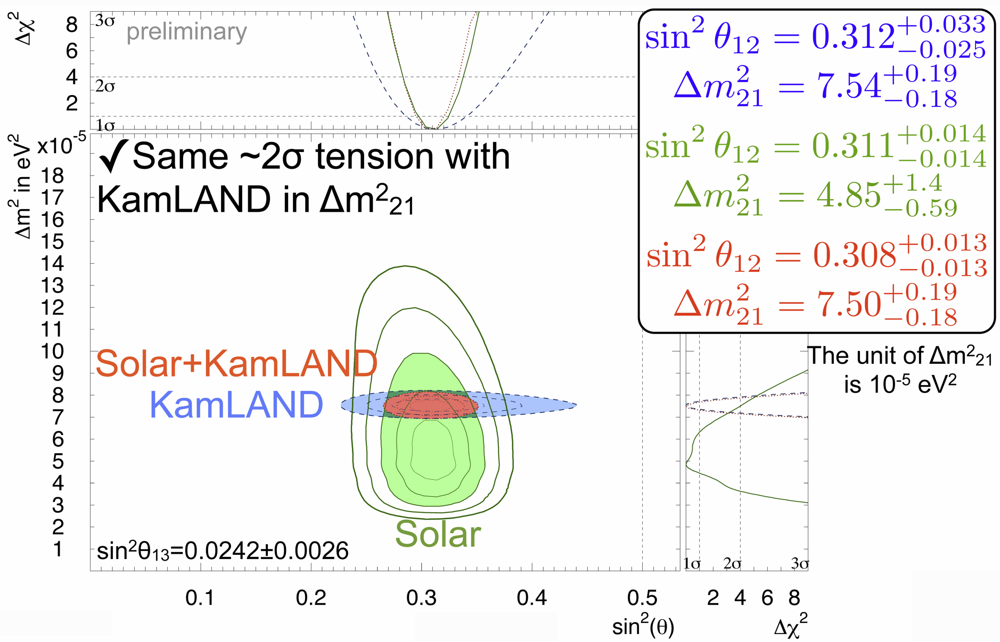 Δχ²
8
6
4
2
3σ
2σ
1σ
preliminary
sin² θ₁₂ = 0.312 +0.033 −0.025
Δm²₂₁ = 7.54 +0.19 −0.18
sin² θ₁₂ = 0.311 +0.014 −0.014
Δm²₂₁ = 4.85 +1.4 −0.59
sin² θ₁₂ = 0.308 +0.013 −0.013
Δm²₂₁ = 7.50 +0.19 −0.18
The unit of Δm²₂₁
is 10⁻⁵ eV²
Δm² in eV²
x10⁻⁵
✓Same ~2σ tension with
KamLAND in Δm²₂₁
18
17
16
15
14
13
12
11
10
9
8
7
6
5
4
3
2
1
Solar+KamLAND
KamLAND
Solar
sin²θ₁₃=0.0242±0.0026
1σ 2σ 3σ
0.1 0.2 0.3 0.4 0.5
2 4 6 8
sin²(θ)
Δχ²